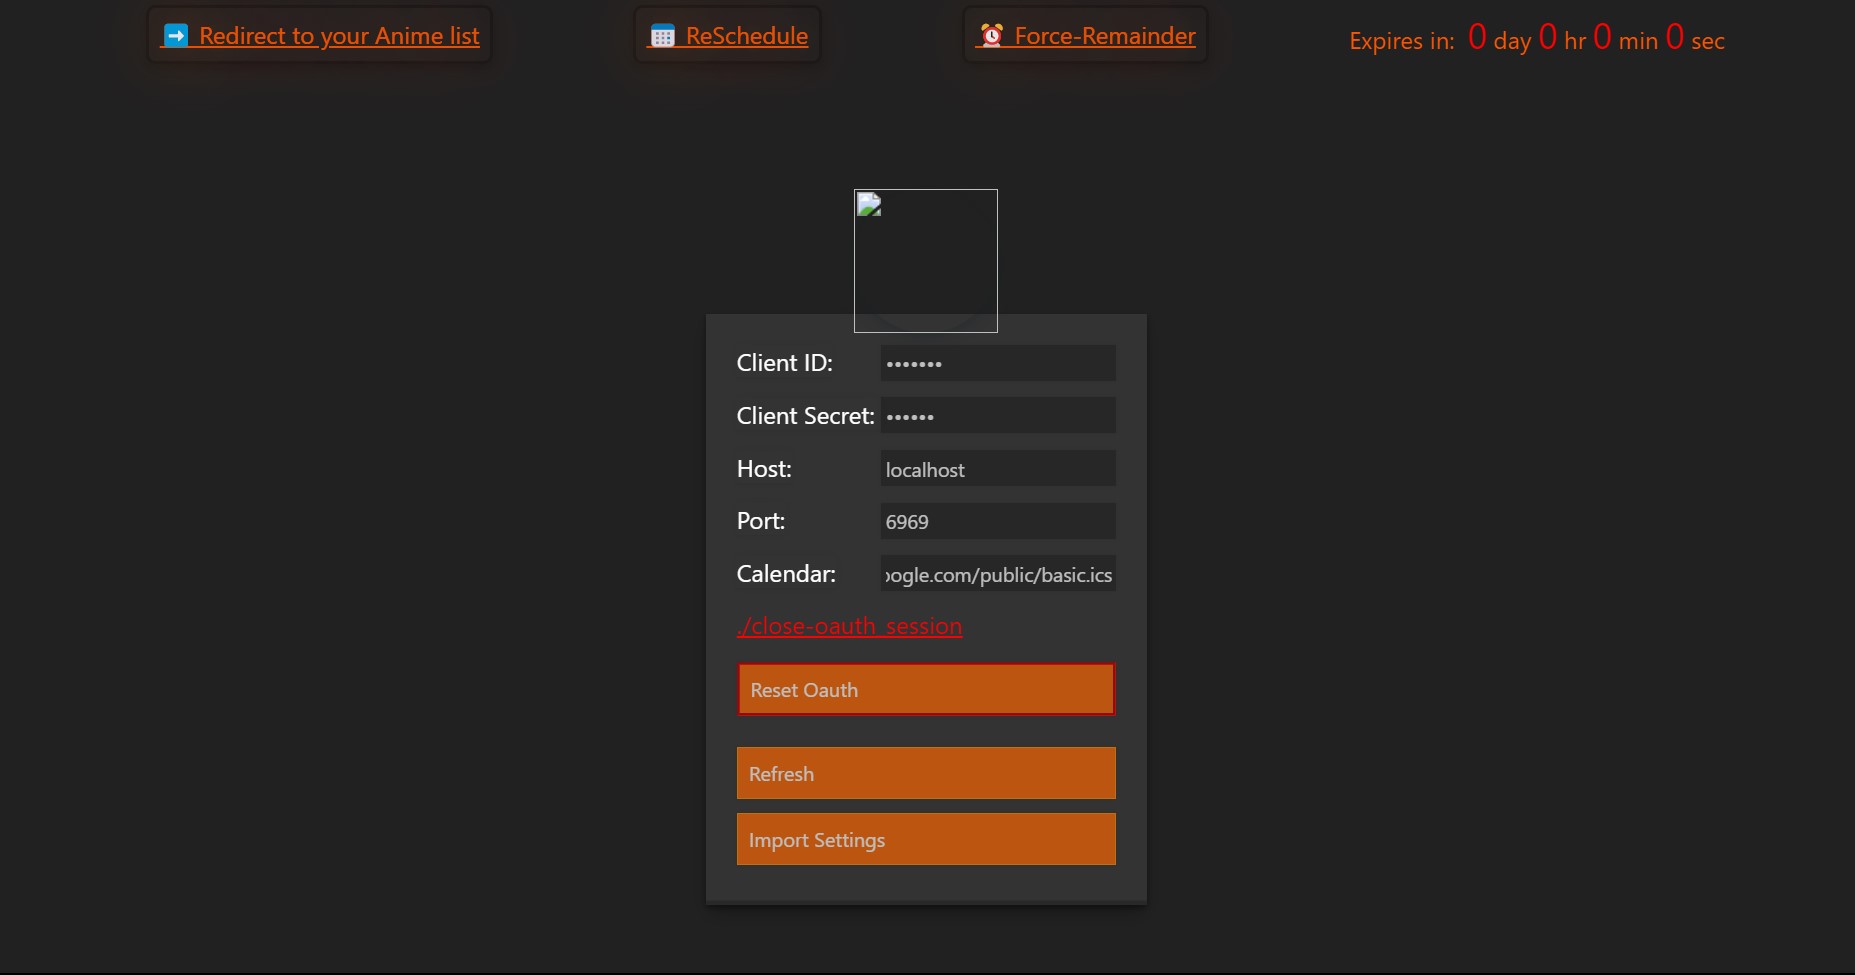 Redirect to your Anime list
ReSchedule
Force-Remainder
Expires in: 0 day 0 hr 0 min 0 sec
Client ID: •••••••
Client Secret: ••••••
Host: localhost
Port: 6969
Calendar: oogle.com/public/basic.ics
./close-oauth_session
Reset Oauth
Refresh
Import Settings